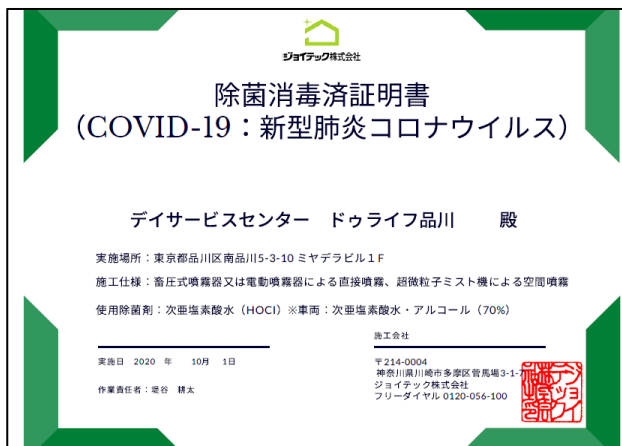 ジョイテック株式会社
除菌消毒済証明書
（COVID-19：新型肺炎コロナウイルス）
デイサービスセンター　ドゥライフ品川　　殿
実施場所：東京都品川区南品川5-3-10 ミヤデラビル１F
施工仕様：畜圧式噴霧器又は電動噴霧器による直接噴霧、超微粒子ミスト機による空間噴霧
使用除菌剤：次亜塩素酸水（HOCI）※車両：次亜塩素酸水・アルコール（70%）
施工会社
実施日　2020　年　　10月　1日
〒214-0004
神奈川県川崎市多摩区菅馬場3-1-7
作業責任者：堤谷　耕太
ジョイテック株式会社
フリーダイヤル 0120-056-100